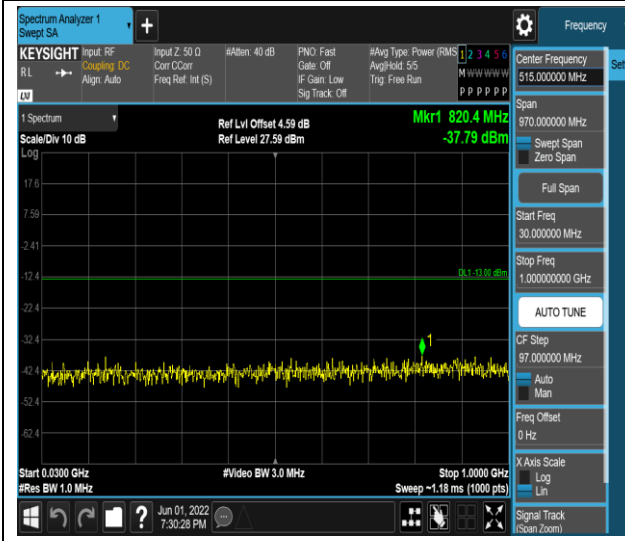 Spectrum Analyzer 1
Swept SA
+
Frequency
KEYSIGHT
RL
LXI
Input: RF
Coupling: DC
Align: Auto
Input Z: 50 Ω
Corr CCorr
Freq Ref: Int (S)
#Atten: 40 dB
PNO: Fast
Gate: Off
IF Gain: Low
Sig Track: Off
#Avg Type: Power (RMS
Avg|Hold: 5/5
Trig: Free Run
1 2 3 4 5 6
M W W W W W
P P P P P P
1 Spectrum
Scale/Div 10 dB
Log
Ref Lvl Offset 4.59 dB
Ref Level 27.59 dBm
Mkr1 820.4 MHz
-37.79 dBm
17.6
7.59
-2.41
-12.4
-22.4
-32.4
-42.4
-52.4
-62.4
DL1 -13.00 dBm
1
Start 0.0300 GHz
#Res BW 1.0 MHz
#Video BW 3.0 MHz
Stop 1.0000 GHz
Sweep ~1.18 ms (1000 pts)
?
Jun 01, 2022
7:30:28 PM
Center Frequency
515.000000 MHz
Set
Span
970.000000 MHz
Swept Span
Zero Span
Full Span
Start Freq
30.000000 MHz
Stop Freq
1.000000000 GHz
AUTO TUNE
CF Step
97.000000 MHz
Auto
Man
Freq Offset
0 Hz
X Axis Scale
Log
Lin
Signal Track
(Span Zoom)